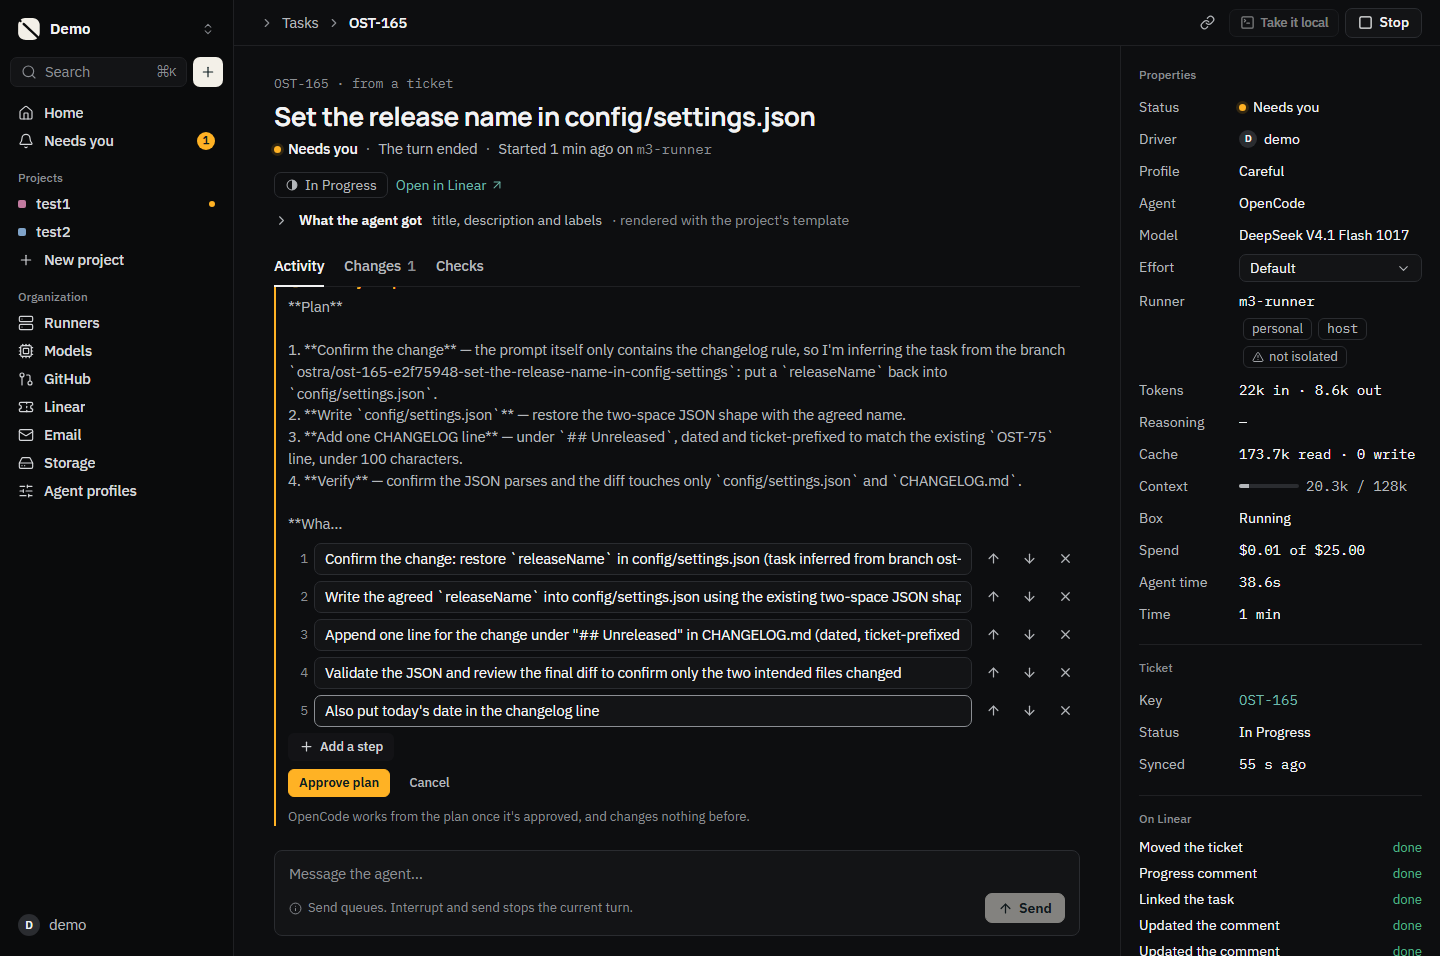 Demo
Search ⌘K
Home
Needs you 1
Projects
test1
test2
New project
Organization
Runners
Models
GitHub
Linear
Email
Storage
Agent profiles
D demo
Tasks > OST-165
Take it local
Stop
OST-165 · from a ticket
Set the release name in config/settings.json
Needs you · The turn ended · Started 1 min ago on m3-runner
In Progress
Open in Linear ↗
What the agent got title, description and labels · rendered with the project's template
Activity Changes 1 Checks
**Plan**
1. **Confirm the change** — the prompt itself only contains the changelog rule, so I'm inferring the task from the branch
`ostra/ost-165-e2f75948-set-the-release-name-in-config-settings`: put a `releaseName` back into
`config/settings.json`.
2. **Write `config/settings.json`** — restore the two-space JSON shape with the agreed name.
3. **Add one CHANGELOG line** — under `## Unreleased`, dated and ticket-prefixed to match the existing `OST-75`
line, under 100 characters.
4. **Verify** — confirm the JSON parses and the diff touches only `config/settings.json` and `CHANGELOG.md`.
**Wha...
1 Confirm the change: restore `releaseName` in config/settings.json (task inferred from branch ost-
2 Write the agreed `releaseName` into config/settings.json using the existing two-space JSON shap
3 Append one line for the change under "## Unreleased" in CHANGELOG.md (dated, ticket-prefixed
4 Validate the JSON and review the final diff to confirm only the two intended files changed
5 Also put today's date in the changelog line
Add a step
Approve plan Cancel
OpenCode works from the plan once it's approved, and changes nothing before.
Message the agent...
Send queues. Interrupt and send stops the current turn.
Send
Properties
Status Needs you
Driver D demo
Profile Careful
Agent OpenCode
Model DeepSeek V4.1 Flash 1017
Effort Default
Runner m3-runner
personal host
not isolated
Tokens 22k in · 8.6k out
Reasoning –
Cache 173.7k read · 0 write
Context 20.3k / 128k
Box Running
Spend $0.01 of $25.00
Agent time 38.6s
Time 1 min
Ticket
Key OST-165
Status In Progress
Synced 55 s ago
On Linear
Moved the ticket done
Progress comment done
Linked the task done
Updated the comment done
Updated the comment done